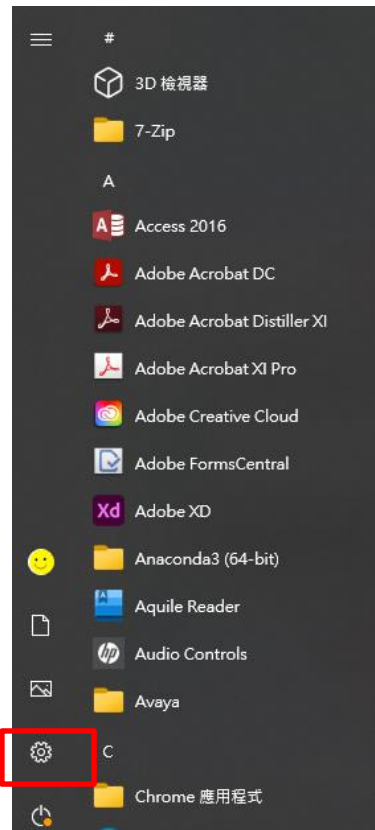 #
3D 檢視器
7-Zip
A
Access 2016
Adobe Acrobat DC
Adobe Acrobat Distiller XI
Adobe Acrobat XI Pro
Adobe Creative Cloud
Adobe FormsCentral
Adobe XD
Anaconda3 (64-bit)
Aquile Reader
Audio Controls
Avaya
C
Chrome 應用程式